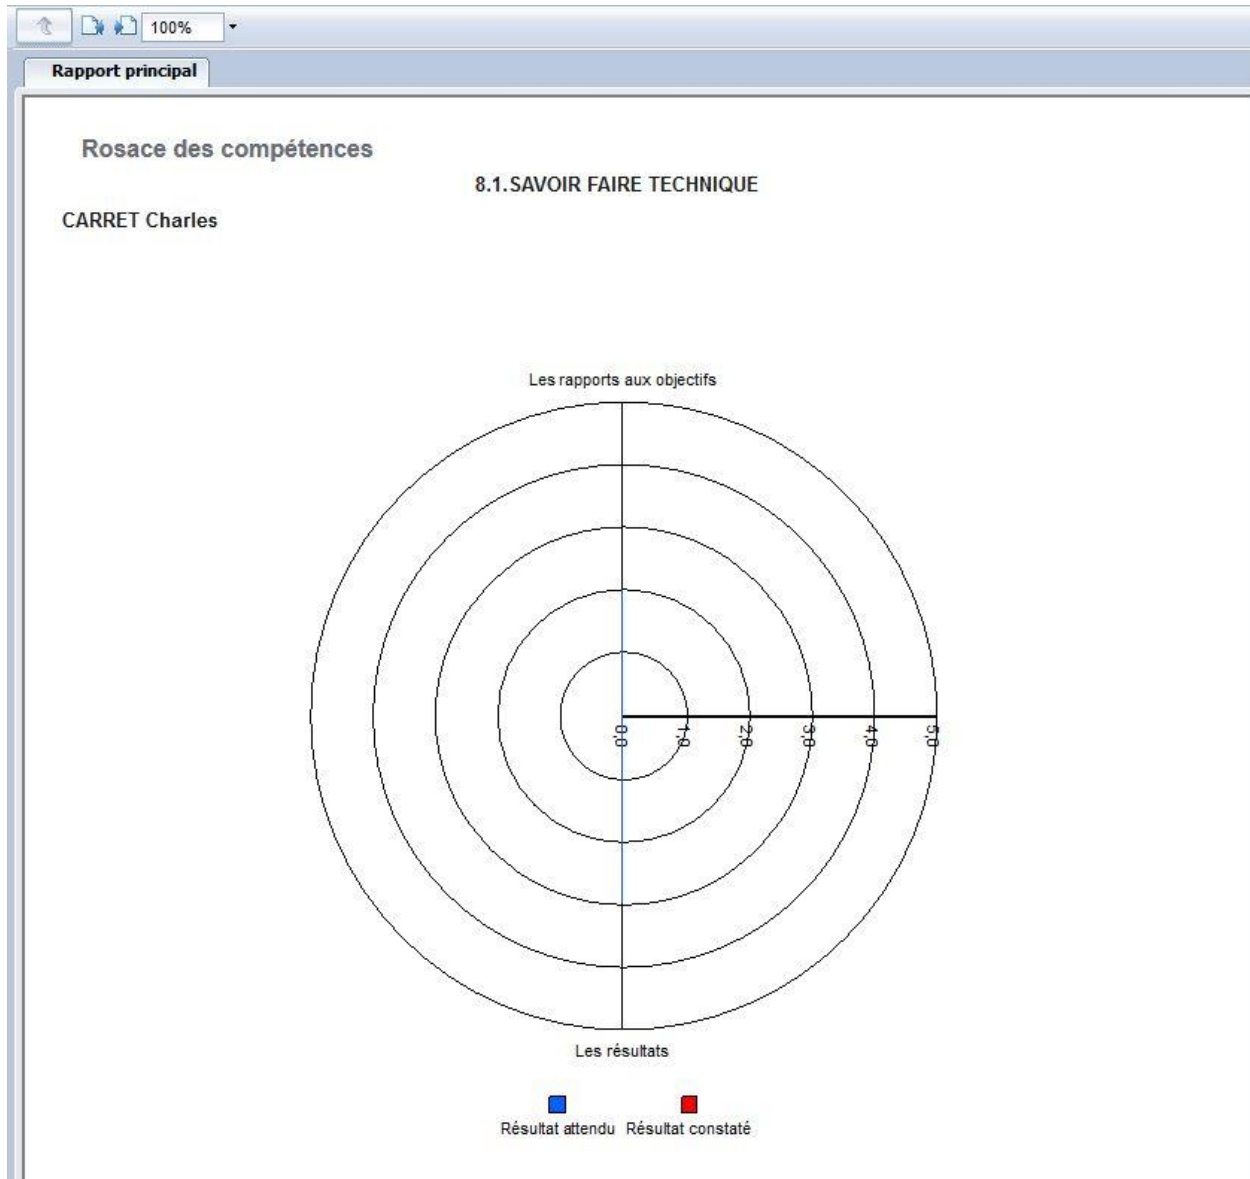 100%
Rapport principal
Rosace des compétences
8.1.SAVOIR FAIRE TECHNIQUE
CARRET Charles
Les rapports aux objectifs
0,0 1,0 2,0 3,0 4,0 5,0
Les résultats
Résultat attendu Résultat constaté